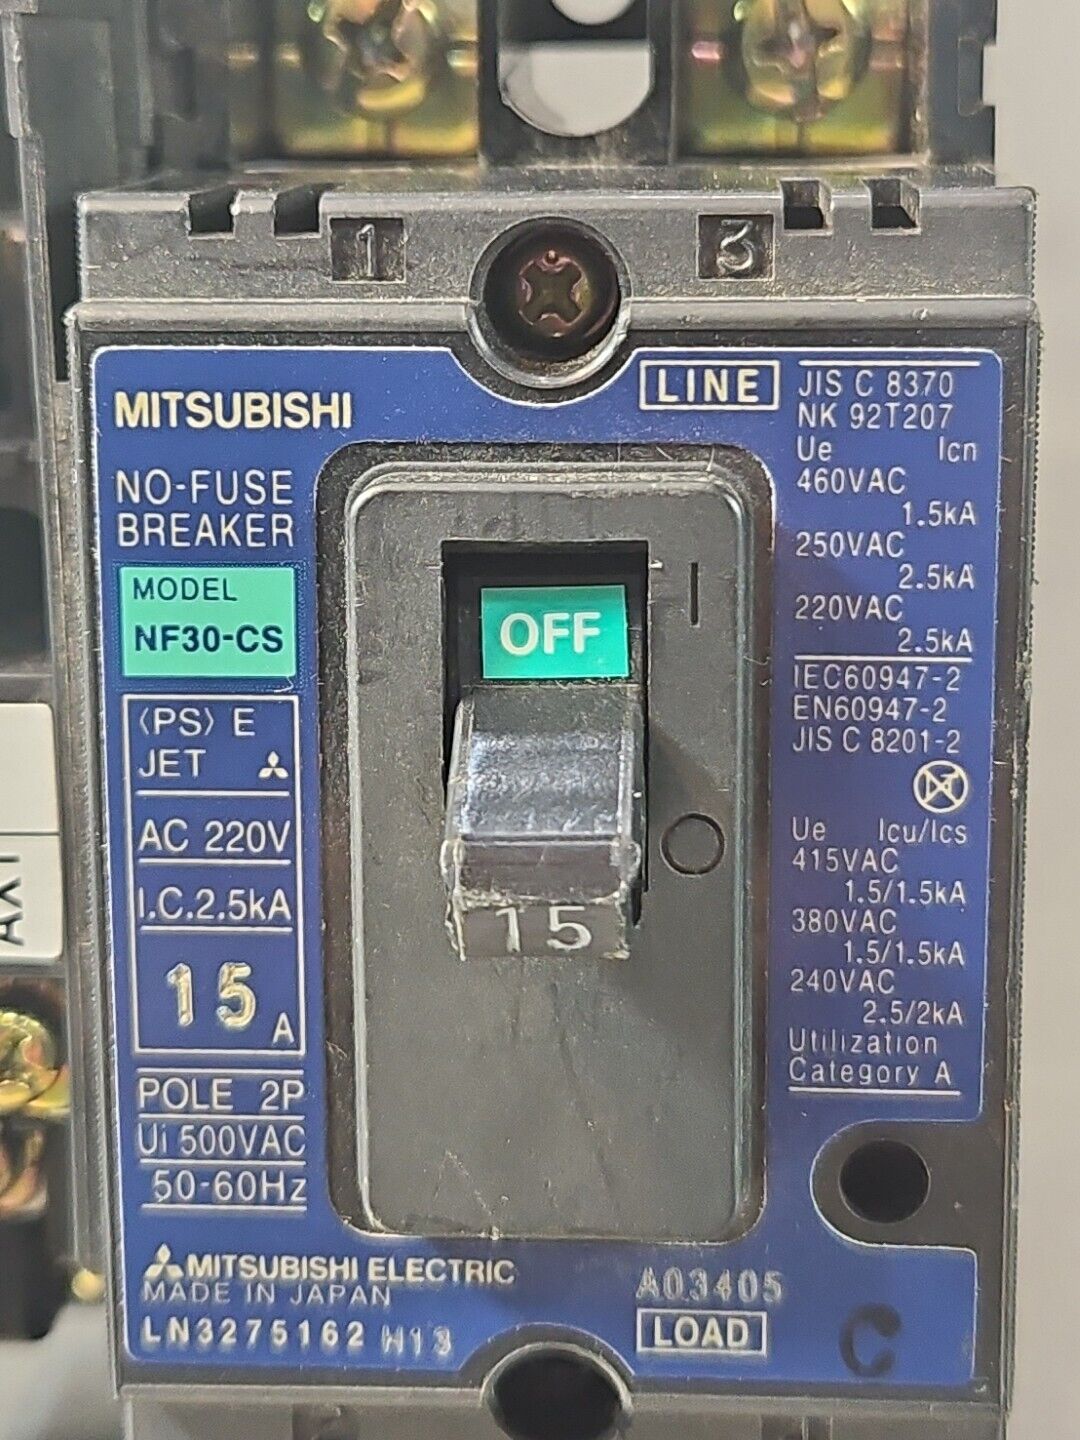 1
3
MITSUBISHI
NO-FUSE
BREAKER
MODEL
NF30-CS
〈PS〉E
JET
AC 220V
I.C.2.5kA
15 A
POLE 2P
Ui 500VAC
50-60Hz
OFF
15
LINE
JIS C 8370
NK 92T207
Ue Icn
460VAC
1.5kA
250VAC
2.5kA
220VAC
2.5kA
IEC60947-2
EN60947-2
JIS C 8201-2
Ue Icu/Ics
415VAC
1.5/1.5kA
380VAC
1.5/1.5kA
240VAC
2.5/2kA
Utilization
Category A
MITSUBISHI ELECTRIC
MADE IN JAPAN
LN3275162 H13
A03405
LOAD
C
AX1